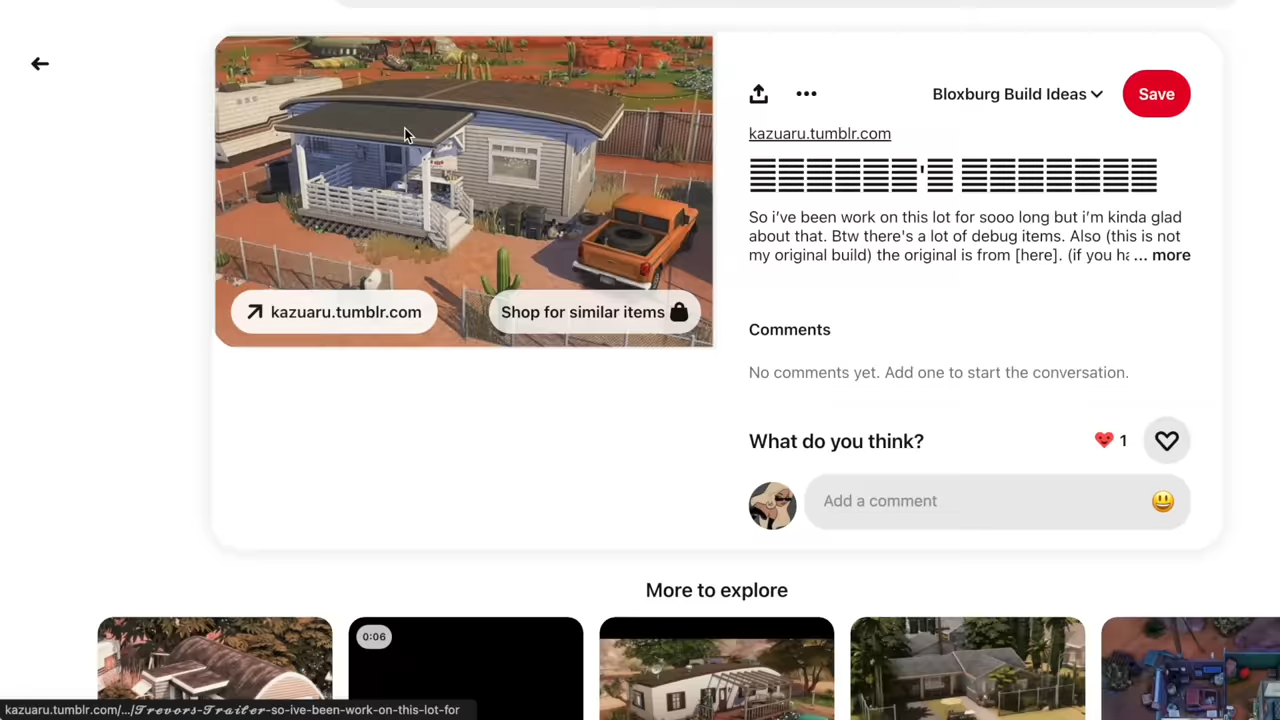 Bloxburg Build Ideas
Save
kazuaru.tumblr.com
So i've been work on this lot for sooo long but i'm kinda glad
about that. Btw there's a lot of debug items. Also (this is not
my original build) the original is from [here]. (if you ha ... more
kazuaru.tumblr.com
Shop for similar items
Comments
No comments yet. Add one to start the conversation.
What do you think?
1
Add a comment
More to explore
0:06
kazuaru.tumblr.com/.../𝓣𝓻𝓮𝓿𝓸𝓻𝓼-𝓣𝓻𝓪𝓲𝓵𝓮𝓻-so-ive-been-work-on-this-lot-for